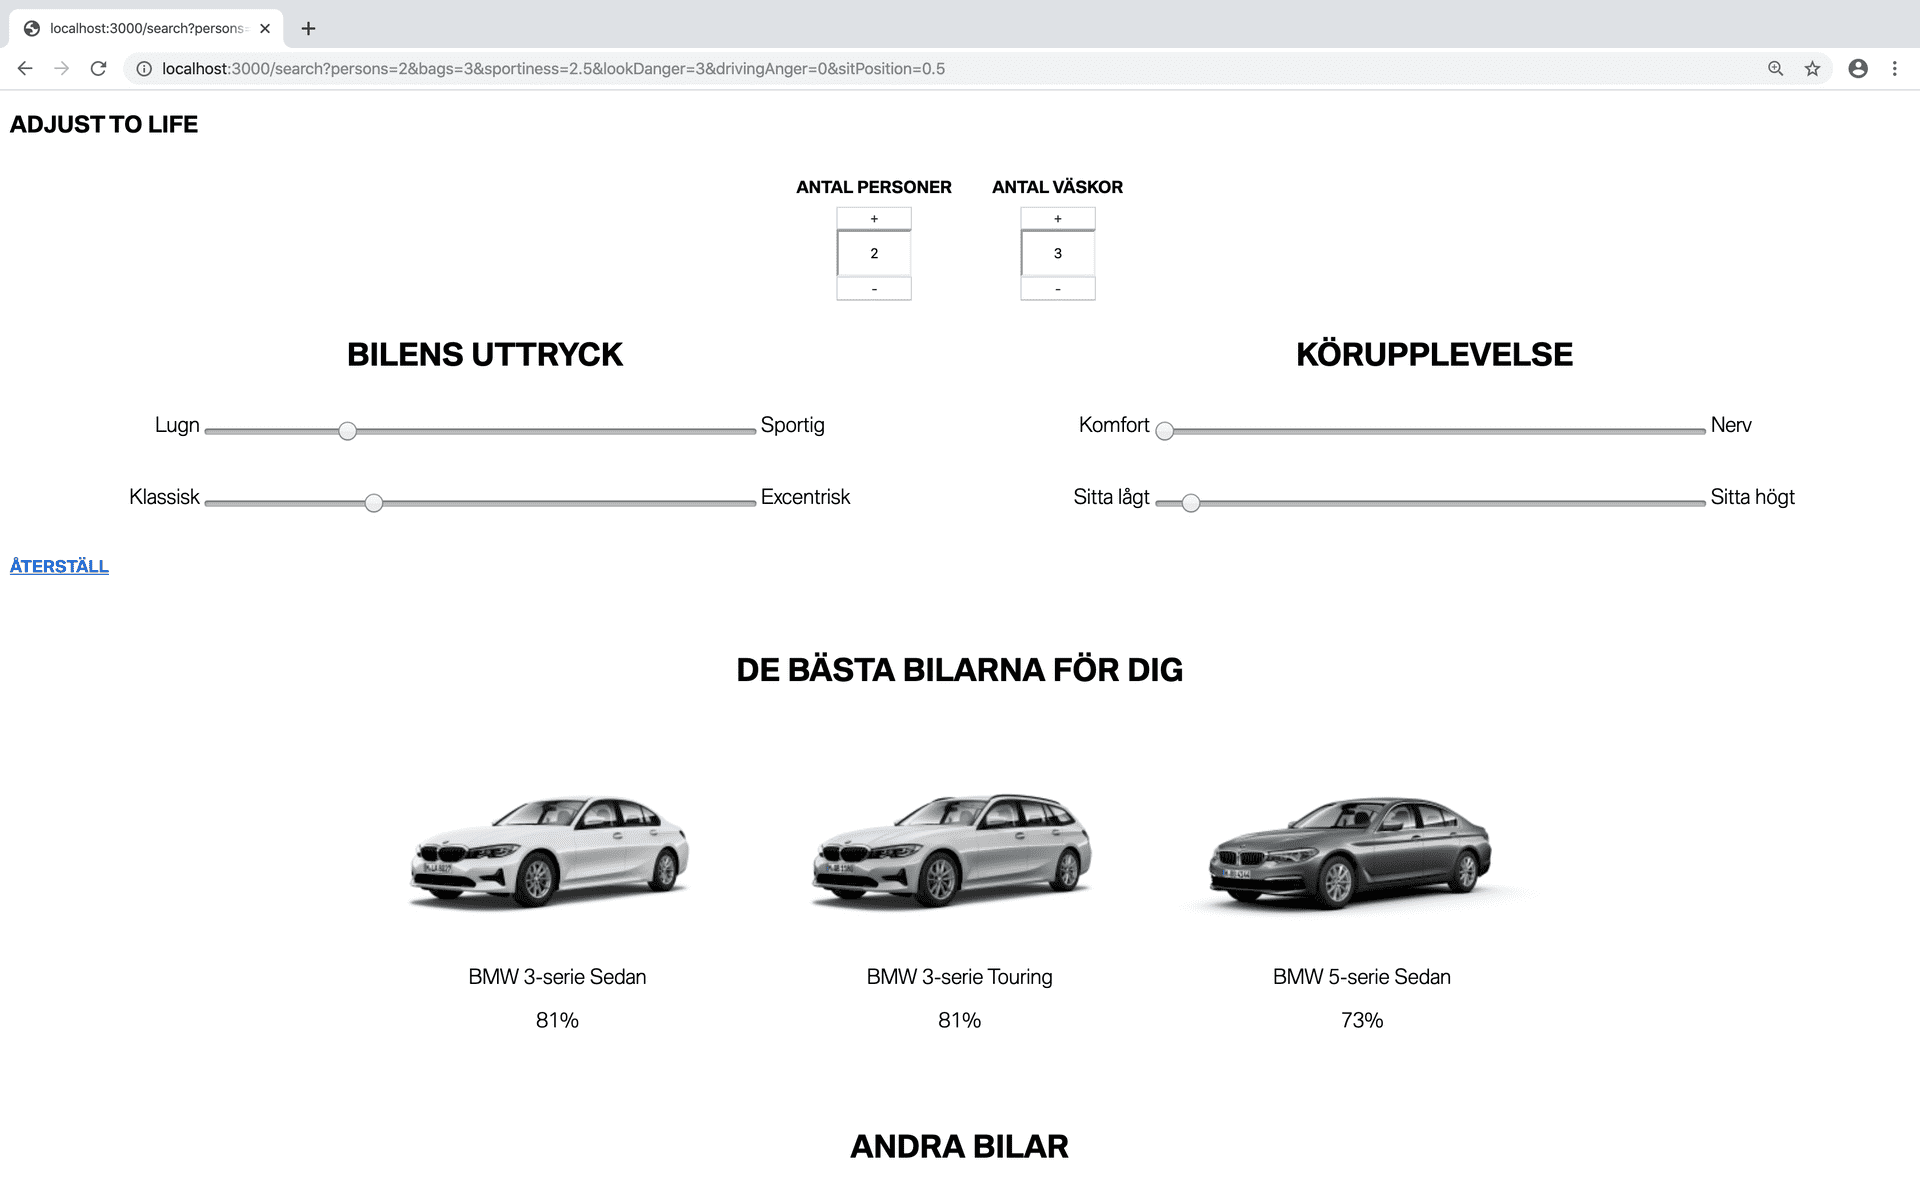 localhost:3000/search?persons=
localhost:3000/search?persons=2&bags=3&sportiness=2.5&lookDanger=3&drivingAnger=0&sitPosition=0.5
ADJUST TO LIFE
ANTAL PERSONER ANTAL VÄSKOR
+ +
2 3
- -
BILENS UTTRYCK KÖRUPPLEVELSE
Lugn Sportig Komfort Nerv
Klassisk Excentrisk Sitta lågt Sitta högt
ÅTERSTÄLL
DE BÄSTA BILARNA FÖR DIG
BMW 3-serie Sedan BMW 3-serie Touring BMW 5-serie Sedan
81% 81% 73%
ANDRA BILAR